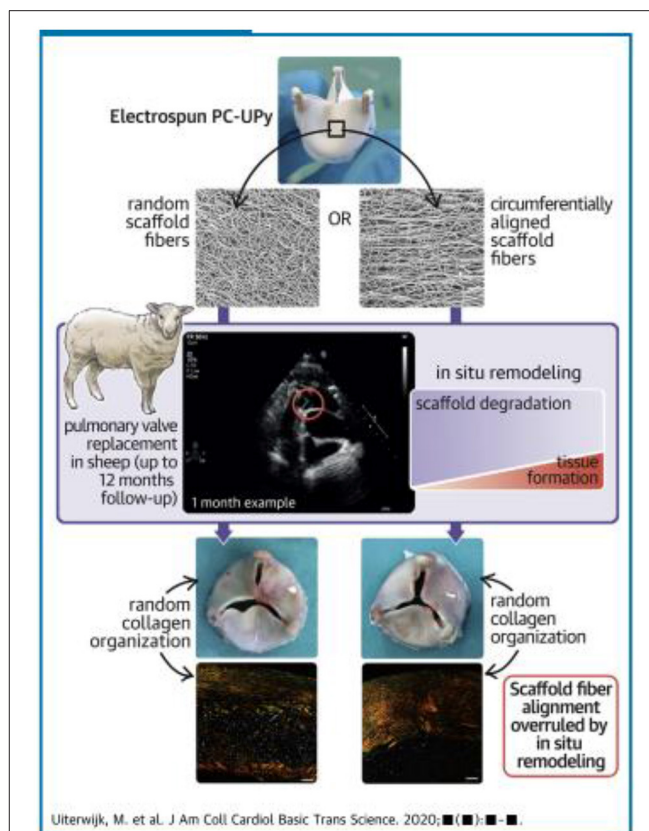 Electrospun PC-UPy
random
scaffold
fibers
OR
circumferentially
aligned
scaffold
fibers
pulmonary valve
replacement
in sheep (up to
12 months
follow-up)
1 month example
in situ remodeling
scaffold degradation
tissue
formation
random
collagen
organization
random
collagen
organization
Scaffold fiber
alignment
overruled by
in situ
remodeling
Uiterwijk, M. et al. J Am Coll Cardiol Basic Trans Science. 2020;■(■):■-■.